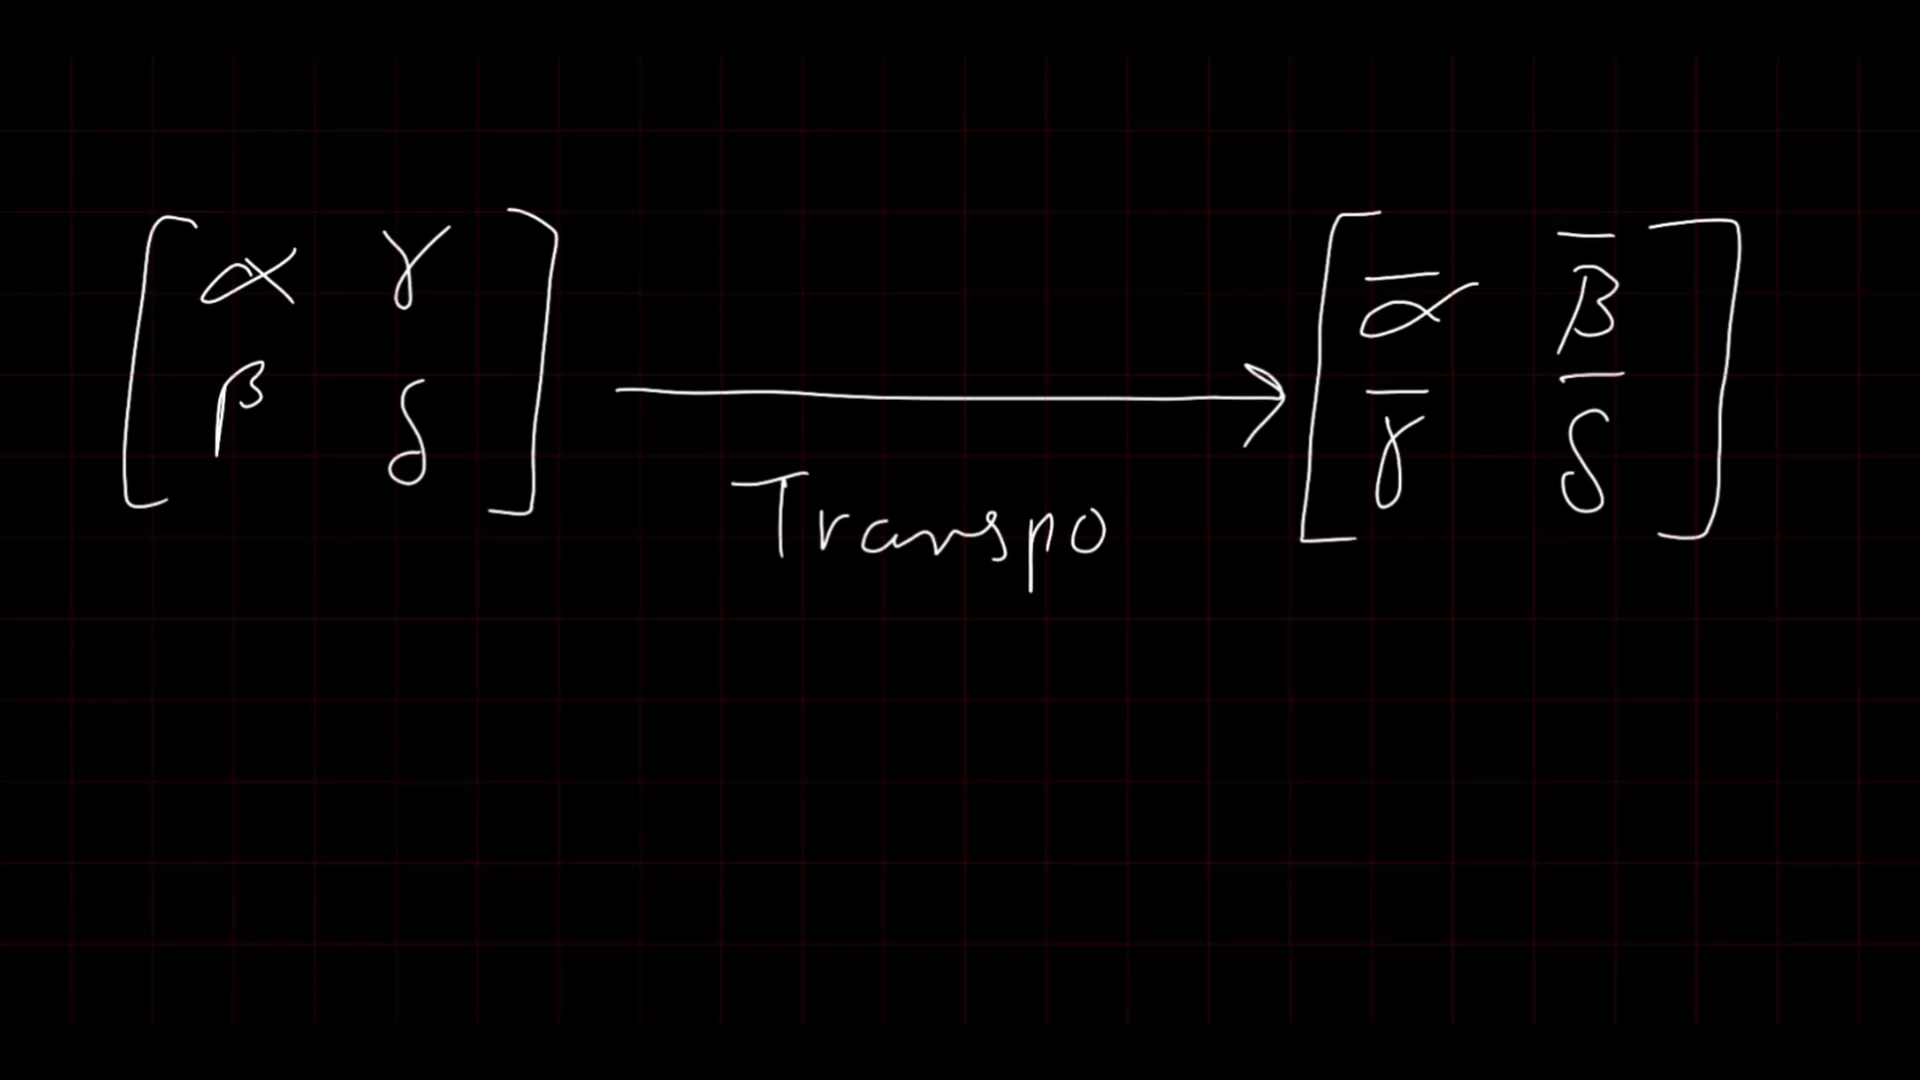 [ α γ ] [ ᾱ β̄ ]
[ β δ ] → [ γ̄ δ̄ ]
Transpo